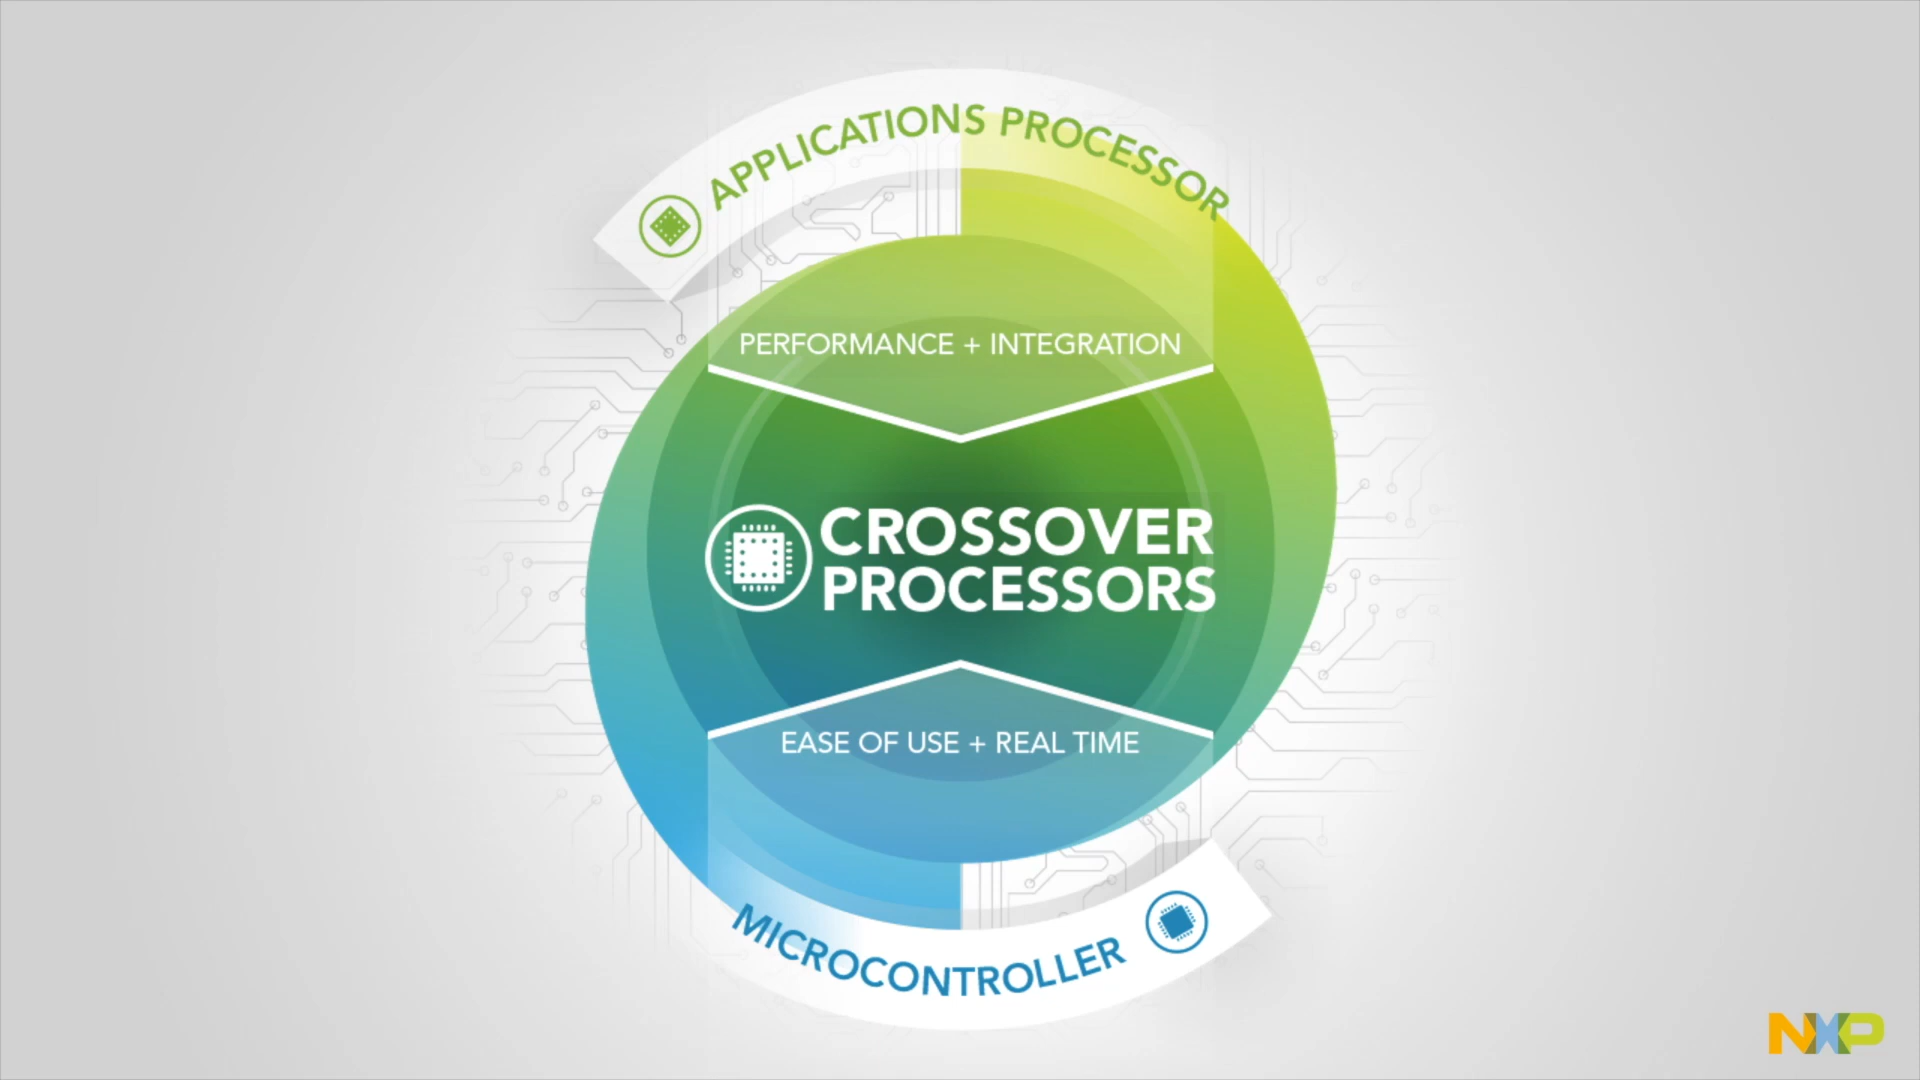 APPLICATIONS PROCESSOR
PERFORMANCE + INTEGRATION
CROSSOVER
PROCESSORS
EASE OF USE + REAL TIME
MICROCONTROLLER
NXP